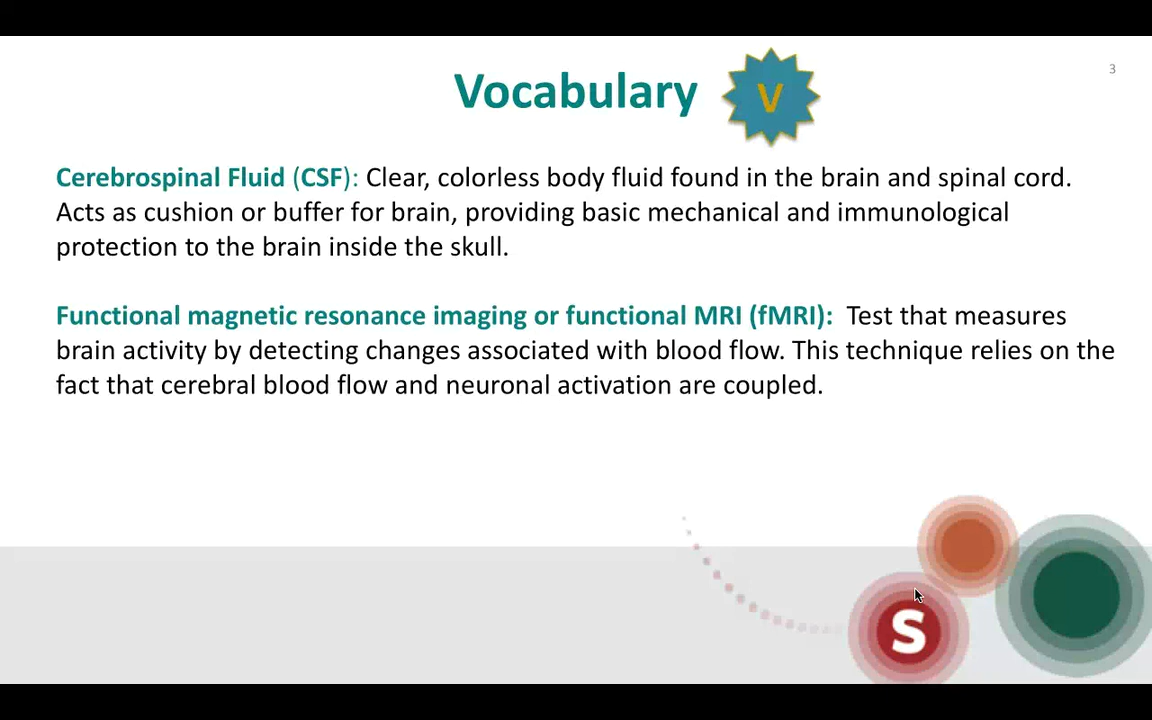 3
Vocabulary V
Cerebrospinal Fluid (CSF): Clear, colorless body fluid found in the brain and spinal cord.
Acts as cushion or buffer for brain, providing basic mechanical and immunological
protection to the brain inside the skull.
Functional magnetic resonance imaging or functional MRI (fMRI): Test that measures
brain activity by detecting changes associated with blood flow. This technique relies on the
fact that cerebral blood flow and neuronal activation are coupled.
S